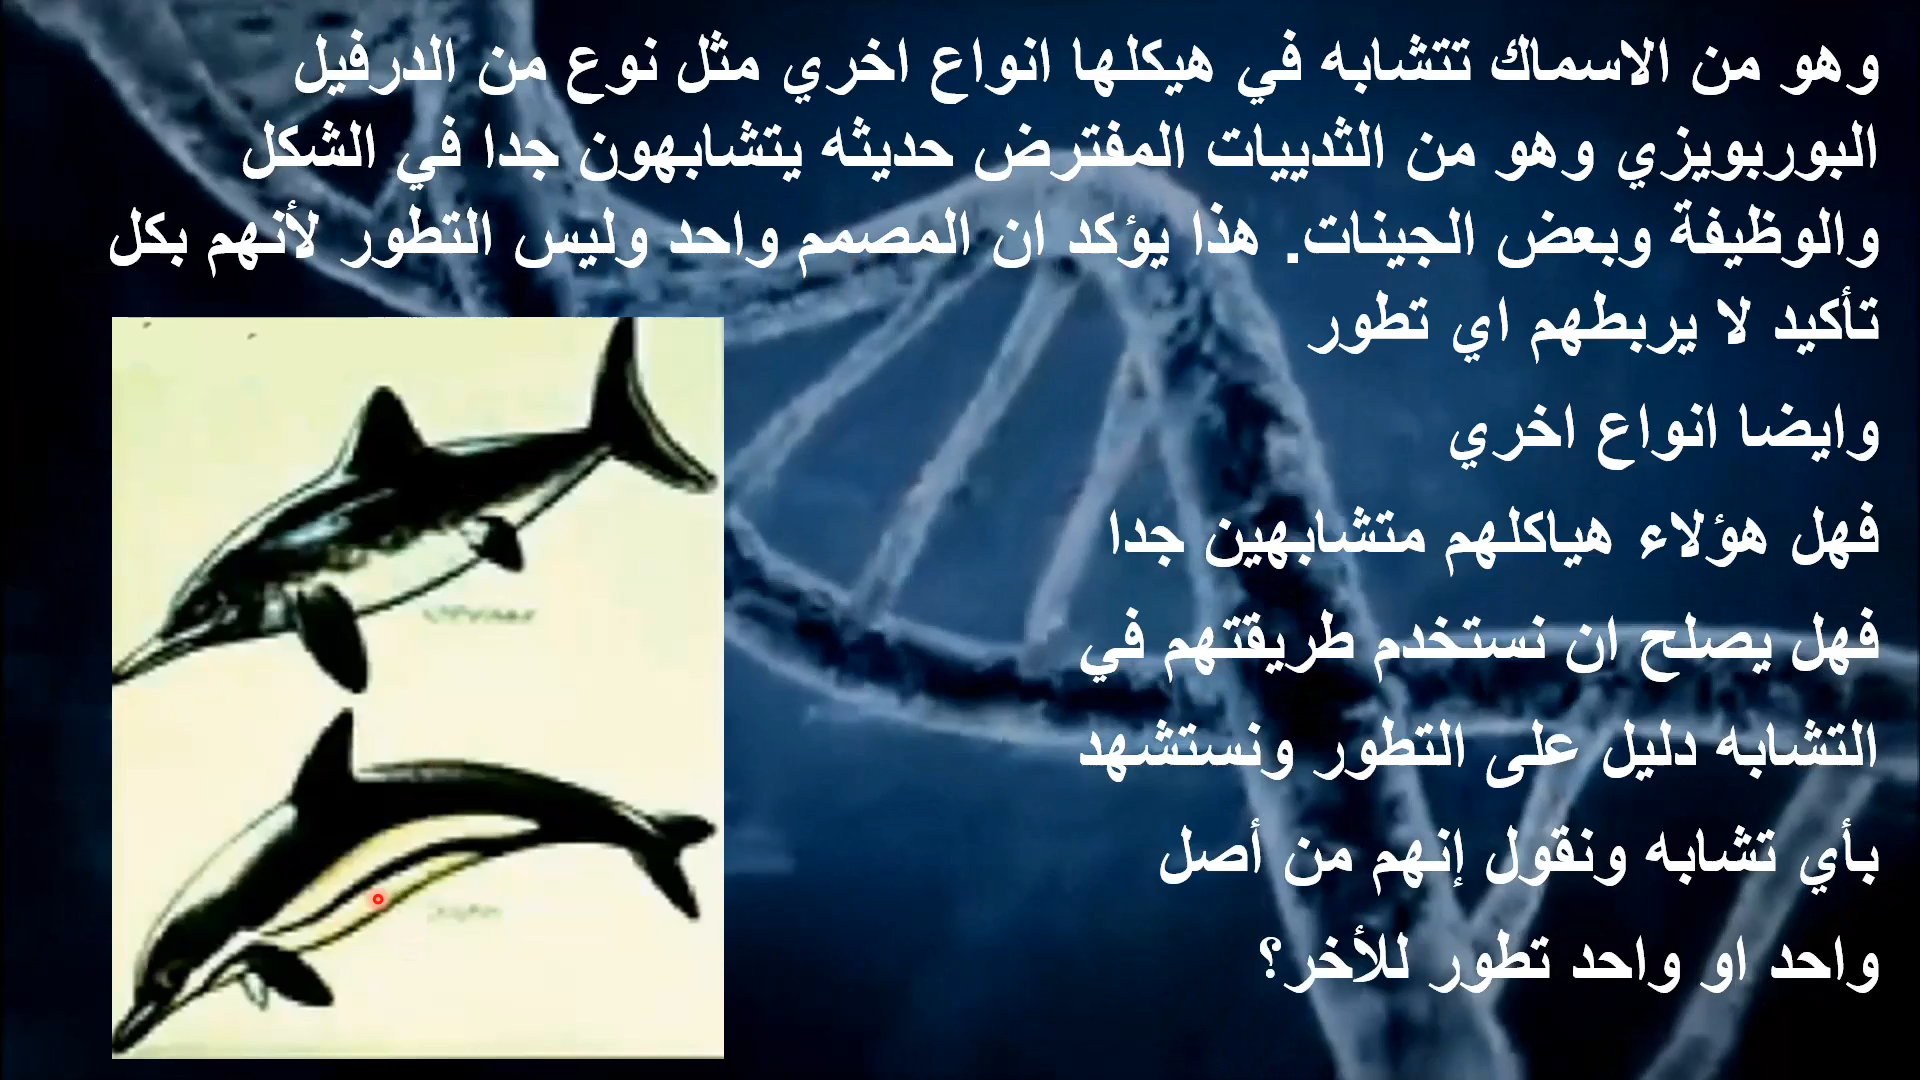 وهو من الاسماك تتشابه في هيكلها انواع اخري مثل نوع من الدرفيل
البوربويزي وهو من الثدييات المفترض حديثه يتشابهون جدا في الشكل
والوظيفة وبعض الجينات. هذا يؤكد ان المصمم واحد وليس التطور لأنهم بكل
تأكيد لا يربطهم اي تطور
وايضا انواع اخري
فهل هؤلاء هياكلهم متشابهين جدا
فهل يصلح ان نستخدم طريقتهم في
التشابه دليل على التطور ونستشهد
بأي تشابه ونقول إنهم من أصل
واحد او واحد تطور للأخر؟